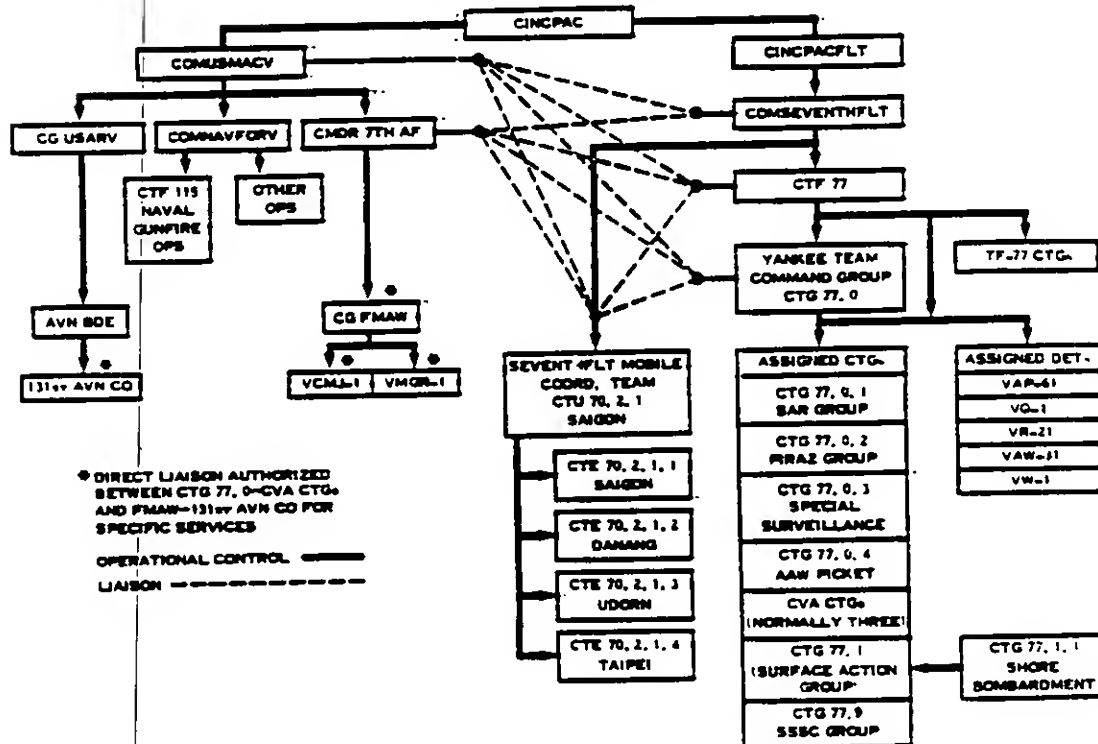 CINCPAC
COMUSMACV
CINCPACFLT
COMSEVENTHFLT
CG USARV
COMNAVFORV
CMDR 7TH AF
CTF 115
NAVAL
GUNFIRE
OPS
OTHER
OPS
CTF 77
YANKEE TEAM
COMMAND GROUP
CTG 77.0
TF-77 CTGs
AVN BDE
CG FMAW
131ST AVN CO
VCMJ-1
VMGR-1
SEVENTHFLT MOBILE
COORD, TEAM
CTU 70.2.1
SAIGON
CTE 70.2.1.1
SAIGON
CTE 70.2.1.2
DANANG
CTE 70.2.1.3
UDORN
CTE 70.2.1.4
TAIPEI
ASSIGNED CTGs
CTG 77.0.1
SAR GROUP
CTG 77.0.2
PIRAZ GROUP
CTG 77.0.3
SPECIAL
SURVEILLANCE
CTG 77.0.4
AAW PICKET
CVA CTGs
(NORMALLY THREE)
CTG 77.1
(SURFACE ACTION
GROUP)
CTG 77.9
SSSC GROUP
ASSIGNED DET.
VAP-61
VQ-1
VR-21
VW-1
CTG 77.1.1
SHORE
BOMBARDMENT
* DIRECT LIAISON AUTHORIZED
BETWEEN CTG 77.0-CVA CTGs
AND FMAW-131ST AVN CO FOR
SPECIFIC SERVICES
OPERATIONAL CONTROL
LIAISON